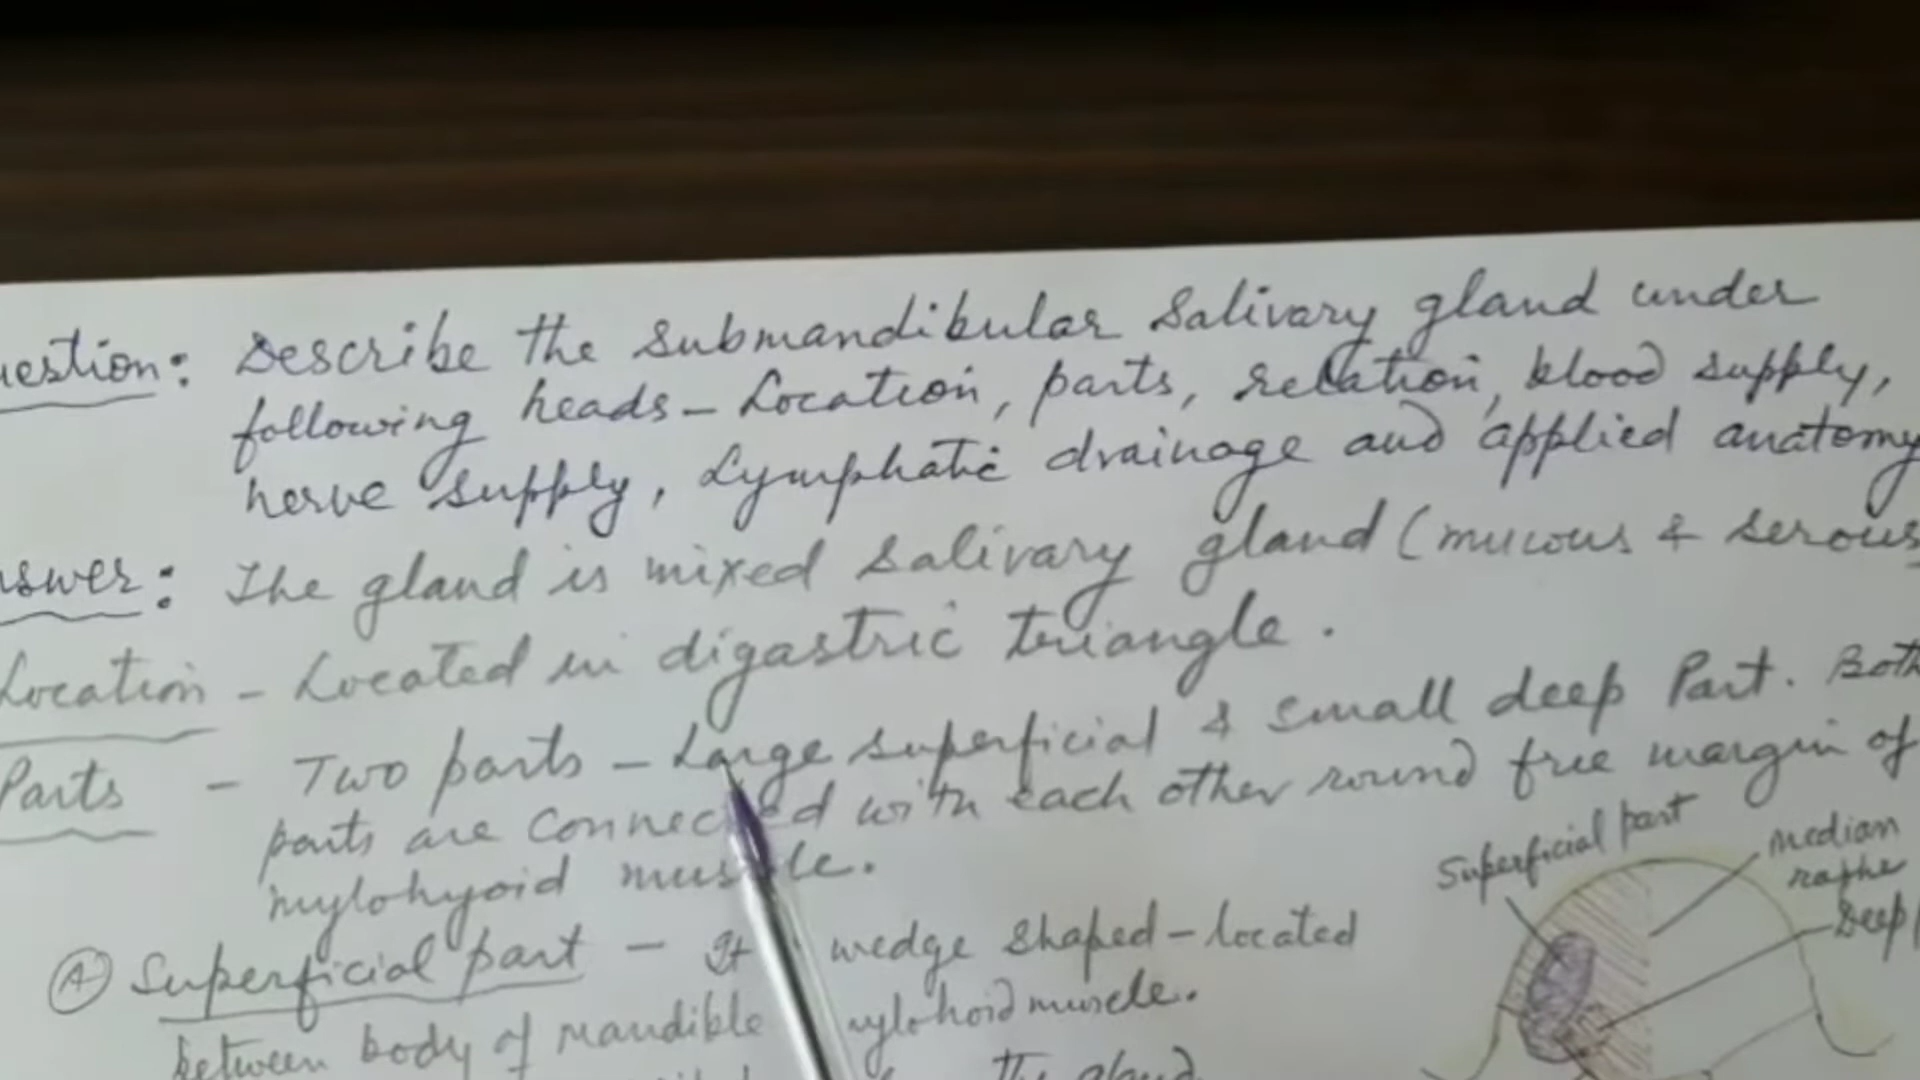 uestion: Describe the submandibular Salivary gland under
following heads - Location, parts, relation, blood supply,
nerve supply, Lymphatic drainage and applied anatomy
nswer: The gland is mixed salivary gland (mucous & serous
Location - Located in digastric triangle.
Parts - Two parts - Large superficial & small deep Part. Both
parts are connected with each other round free margin of
mylohyoid muscle.
Superficial part
median
raphe
Deep
(A) Superficial part - It wedge shaped - located
between body of mandible mylohoid muscle.
the gland